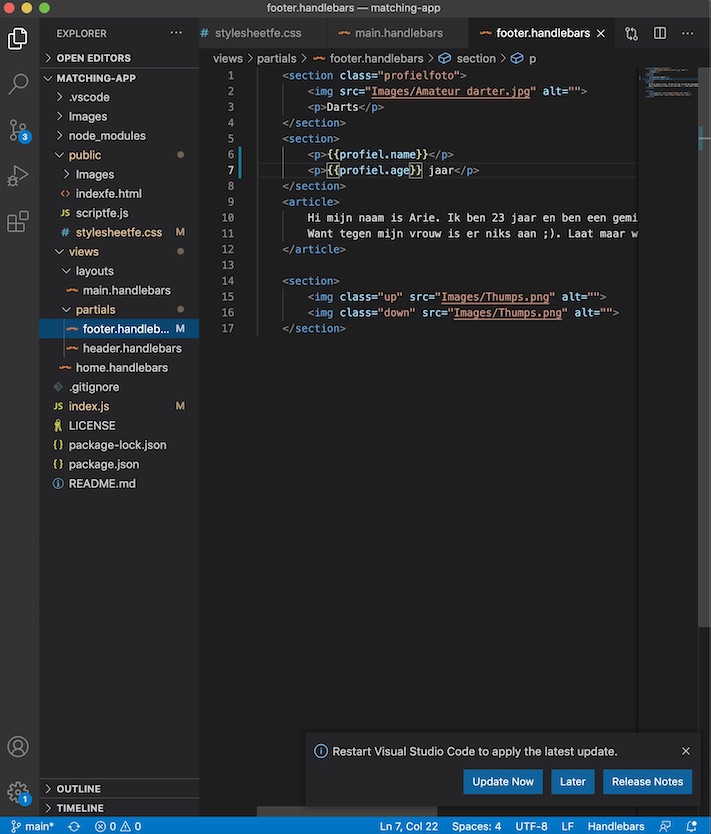 footer.handlebars — matching-app
EXPLORER
stylesheetfe.css
main.handlebars
footer.handlebars
OPEN EDITORS
MATCHING-APP
.vscode
Images
node_modules
public
Images
indexfe.html
scriptfe.js
stylesheetfe.css M
views
layouts
main.handlebars
partials
footer.handleb... M
header.handlebars
home.handlebars
.gitignore
index.js M
LICENSE
package-lock.json
package.json
README.md
OUTLINE
TIMELINE
3
1
views > partials > footer.handlebars > section > p
1 <section class="profielfoto">
2 <img src="Images/Amateur darter.jpg" alt="">
3 <p>Darts</p>
4 </section>
5 <section>
6 <p>{{profiel.name}}</p>
7 <p>{{profiel.age}} jaar</p>
8 </section>
9 <article>
10 Hi mijn naam is Arie. Ik ben 23 jaar en ben een gemi
11 Want tegen mijn vrouw is er niks aan ;). Laat maar w
12 </article>
13
14 <section>
15 <img class="up" src="Images/Thumps.png" alt="">
16 <img class="down" src="Images/Thumps.png" alt="">
17 </section>
Restart Visual Studio Code to apply the latest update.
Update Now
Later
Release Notes
main* 0 0 Ln 7, Col 22 Spaces: 4 UTF-8 LF Handlebars